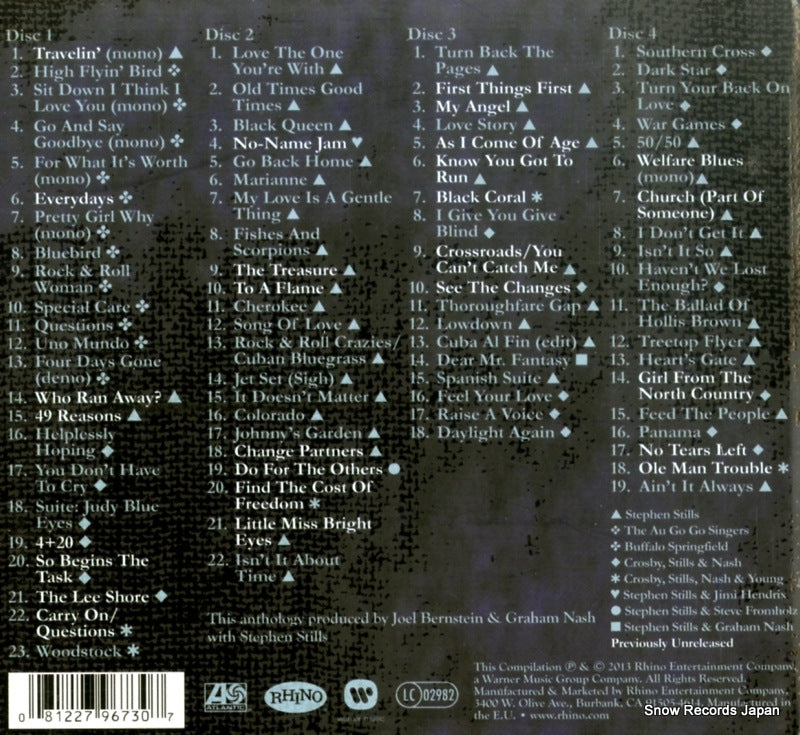 Disc 1
1. Travelin' (mono) ▲
2. High Flyin' Bird ❖
3. Sit Down I Think I
Love You (mono) ✤
4. Go And Say
Goodbye (mono) ✤
5. For What It's Worth
(mono) ✤
6. Everydays ✤
7. Pretty Girl Why
(mono) ✤
8. Bluebird ✤
9. Rock & Roll
Woman ✤
10. Special Care ✤
11. Questions ✤
12. Uno Mundo ✤
13. Four Days Gone
(demo) ✤
14. Who Ran Away? ▲
15. 49 Reasons ▲
16. Helplessly
Hoping ◆
17. You Don't Have
To Cry ◆
18. Suite: Judy Blue
Eyes ◆
19. 4+20 ◆
20. So Begins The
Task ◆
21. The Lee Shore ◆
22. Carry On/
Questions ✶
23. Woodstock ✶
Disc 2
1. Love The One
You're With ▲
2. Old Times Good
Times ▲
3. Black Queen ▲
4. No-Name Jam ♥
5. Go Back Home ▲
6. Marianne ▲
7. My Love Is A Gentle
Thing ▲
8. Fishes And
Scorpions ▲
9. The Treasure ▲
10. To A Flame ▲
11. Cherokee ▲
12. Song Of Love ▲
13. Rock & Roll Crazies/
Cuban Bluegrass ▲
14. Jet Set (Sigh) ▲
15. It Doesn't Matter ▲
16. Colorado ▲
17. Johnny's Garden ▲
18. Change Partners ▲
19. Do For The Others ●
20. Find The Cost Of
Freedom ✶
21. Little Miss Bright
Eyes ▲
22. Isn't It About
Time ▲
Disc 3
1. Turn Back The
Pages ▲
2. First Things First ▲
3. My Angel ▲
4. Love Story ▲
5. As I Come Of Age ▲
6. Know You Got To
Run ▲
7. Black Coral ✶
8. I Give You Give
Blind ◆
9. Crossroads/You
Can't Catch Me ▲
10. See The Changes ◆
11. Thoroughfare Gap ▲
12. Lowdown ▲
13. Cuba Al Fin (edit) ▲
14. Dear Mr. Fantasy ■
15. Spanish Suite ▲
16. Feel Your Love ◆
17. Raise A Voice ◆
18. Daylight Again ◆
Disc 4
1. Southern Cross ◆
2. Dark Star ◆
3. Turn Your Back On
Love ◆
4. War Games ◆
5. 50/50 ▲
6. Welfare Blues
(mono) ▲
7. Church (Part Of
Someone) ▲
8. I Don't Get It ▲
9. Isn't It So ▲
10. Haven't We Lost
Enough? ◆
11. The Ballad Of
Hollis Brown ▲
12. Treetop Flyer ▲
13. Heart's Gate ▲
14. Girl From The
North Country ◆
15. Feed The People ▲
16. Panama ◆
17. No Tears Left ◆
18. Ole Man Trouble ✶
19. Ain't It Always ▲
▲ Stephen Stills
❖ The Au Go Go Singers
✤ Buffalo Springfield
◆ Crosby, Stills & Nash
✶ Crosby, Stills, Nash & Young
♥ Stephen Stills & Jimi Hendrix
● Stephen Stills & Steve Fromholz
■ Stephen Stills & Graham Nash
Previously Unreleased
This anthology produced by Joel Bernstein & Graham Nash
with Stephen Stills
0 81227 96730 7
ATLANTIC
RHINO
LC 02982
This Compilation ℗ & © 2013 Rhino Entertainment Company,
a Warner Music Group Company. All Rights Reserved.
Manufactured & Marketed by Rhino Entertainment Company,
3400 W. Olive Ave., Burbank, CA 91505-4614. Manufactured in
the E.U. • www.rhino.com
Snow Records Japan